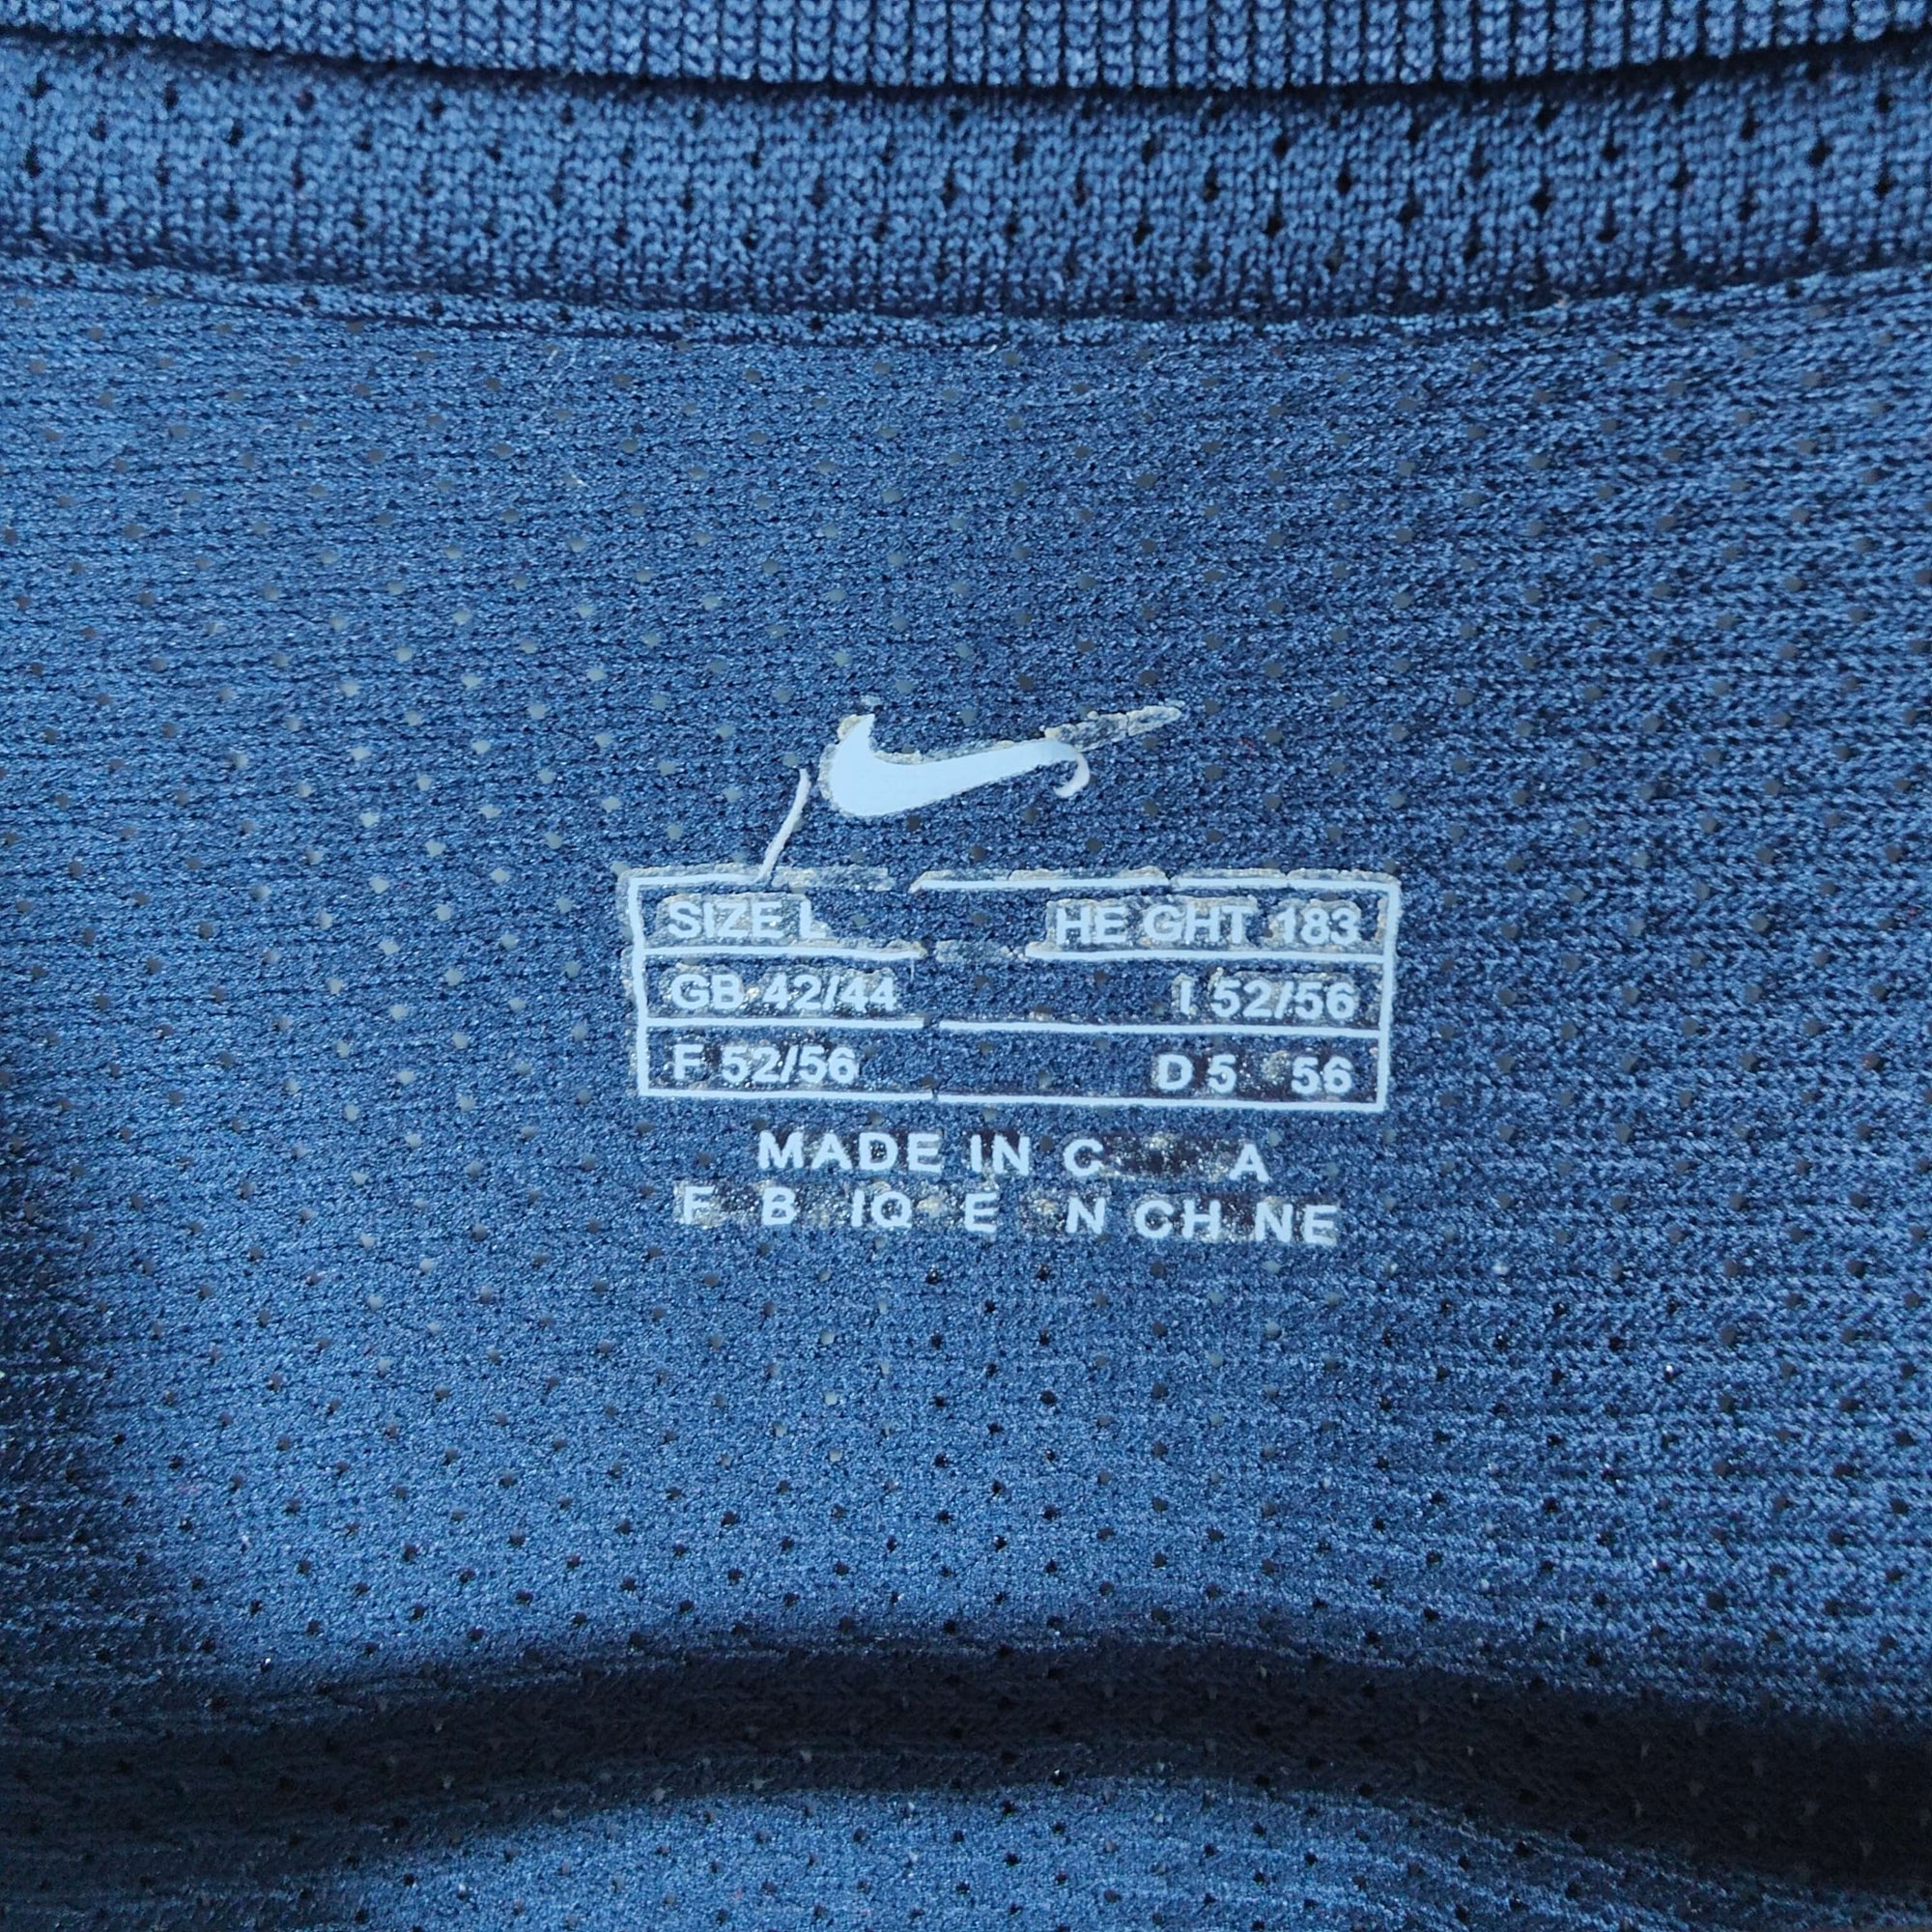 SIZE L HE GHT 183
GB 42/44 I 52/56
F 52/56 D 5 56
MADE IN C A
F B IQ E N CH NE